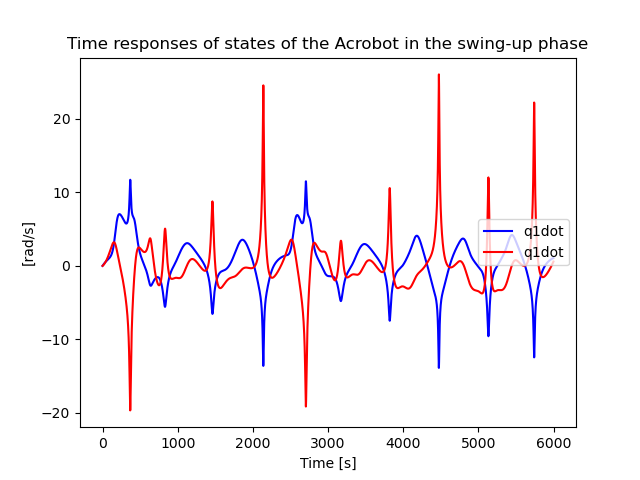 Time responses of states of the Acrobot in the swing-up phase
20
10
0
−10
−20
[rad/s]
q1dot
q1dot
0 1000 2000 3000 4000 5000 6000
Time [s]